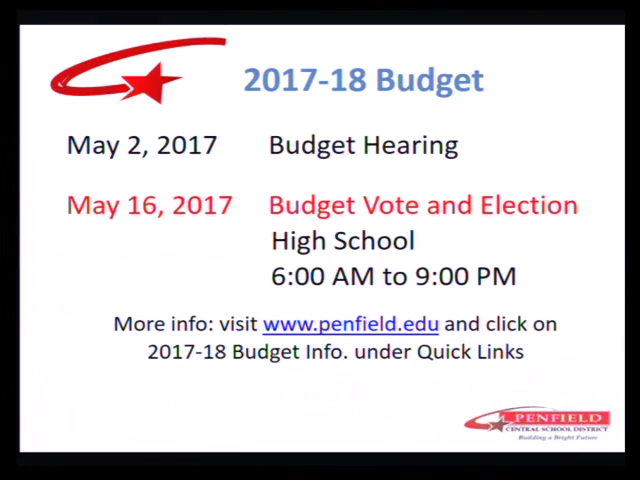 2017-18 Budget
May 2, 2017 Budget Hearing
May 16, 2017 Budget Vote and Election
High School
6:00 AM to 9:00 PM
More info: visit www.penfield.edu and click on
2017-18 Budget Info. under Quick Links
PENFIELD
CENTRAL SCHOOL DISTRICT
Building a Bright Future